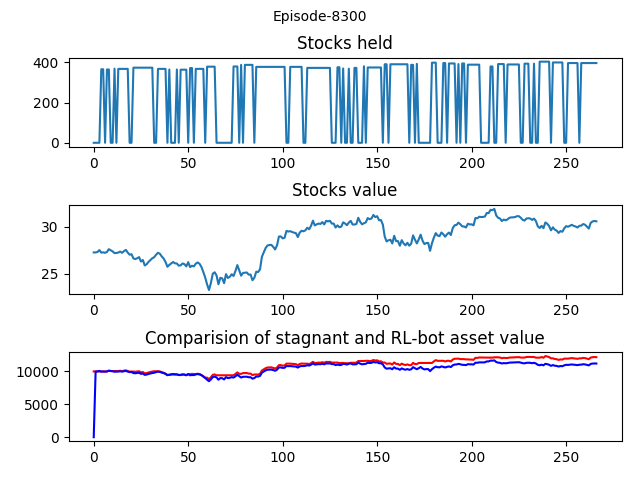 Episode-8300
Stocks held
400
200
0
0 50 100 150 200 250
Stocks value
30
25
0 50 100 150 200 250
Comparision of stagnant and RL-bot asset value
10000
5000
0
0 50 100 150 200 250